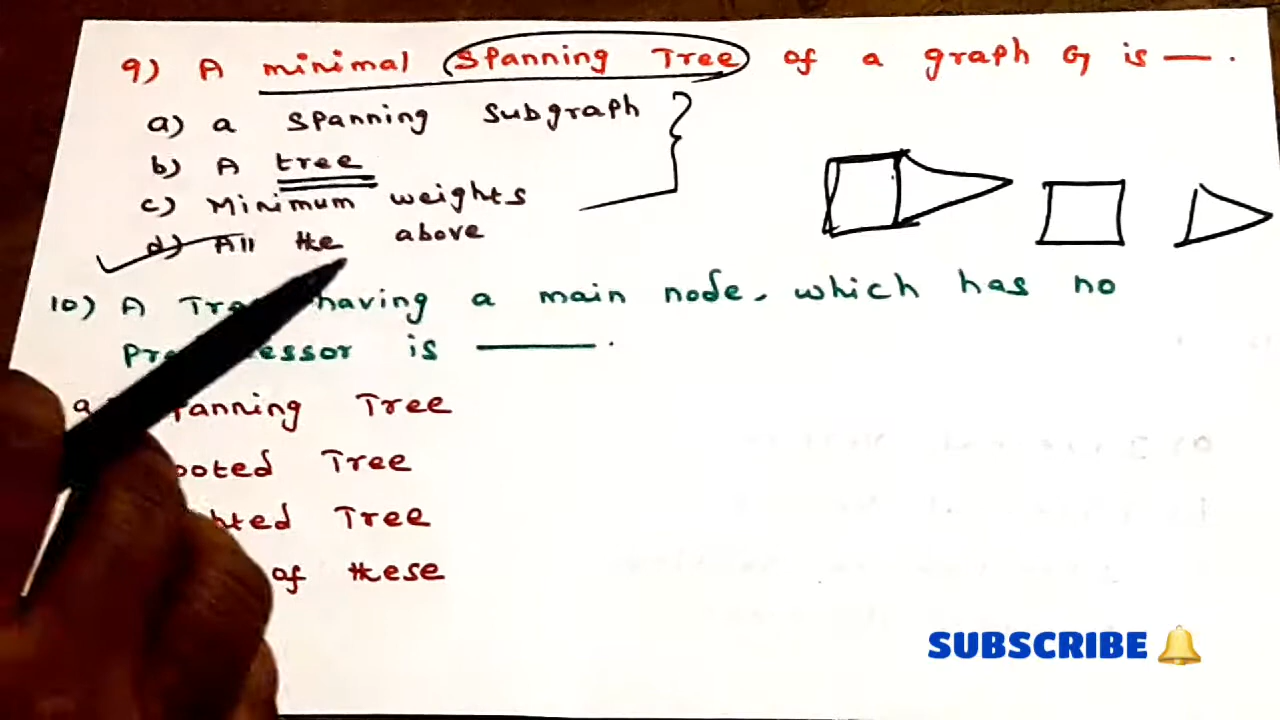 9) A minimal Spanning Tree of a graph G is — .
a) a Spanning Subgraph
b) A tree
c) Minimum weights
d) All the above
10) A having a main node, which has no
is — .
Tree
Tree
Tree
of these
SUBSCRIBE